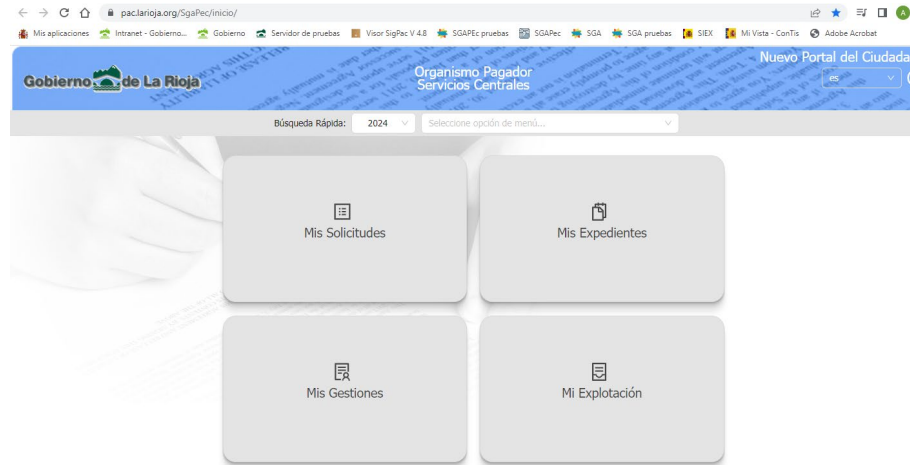 pac.larioja.org/SgaPec/inicio/
Mis aplicaciones Intranet - Gobierno... Gobierno Servidor de pruebas Visor SigPac V 4.8 SGAPEc pruebas SGAPec SGA SGA pruebas SIEX Mi Vista - ConTis Adobe Acrobat
Nuevo Portal del Ciudada
Gobierno de La Rioja
Organismo Pagador
Servicios Centrales
es
Búsqueda Rápida: 2024 Seleccione opción de menú...
Mis Solicitudes
Mis Expedientes
Mis Gestiones
Mi Explotación